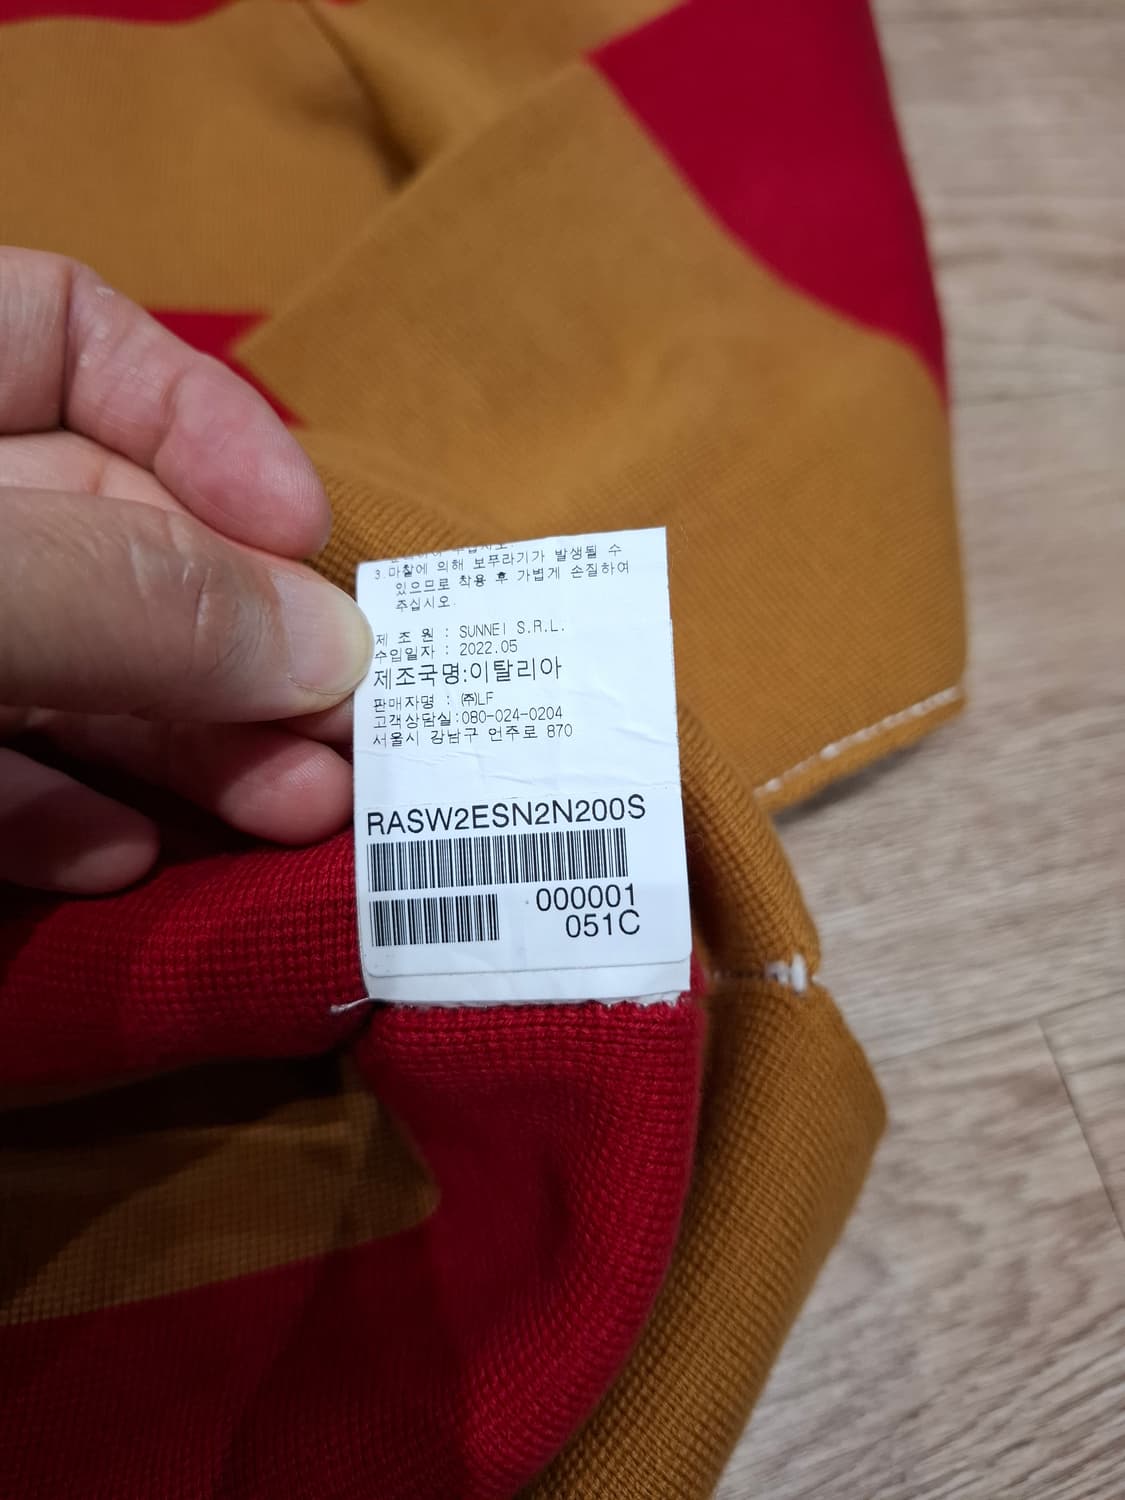 3.마찰에 의해 보푸라기가 발생될 수
있으므로 착용 후 가볍게 손질하여
주십시오.
제 조 원 : SUNNEI S.R.L.
수입일자 : 2022.05
제조국명:이탈리아
판매자명 : ㈜LF
고객상담실:080-024-0204
서울시 강남구 언주로 870
RASW2ESN2N200S
000001
051C